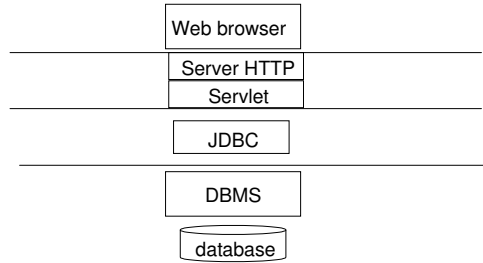 Web browser
Server HTTP
Servlet
JDBC
DBMS
database